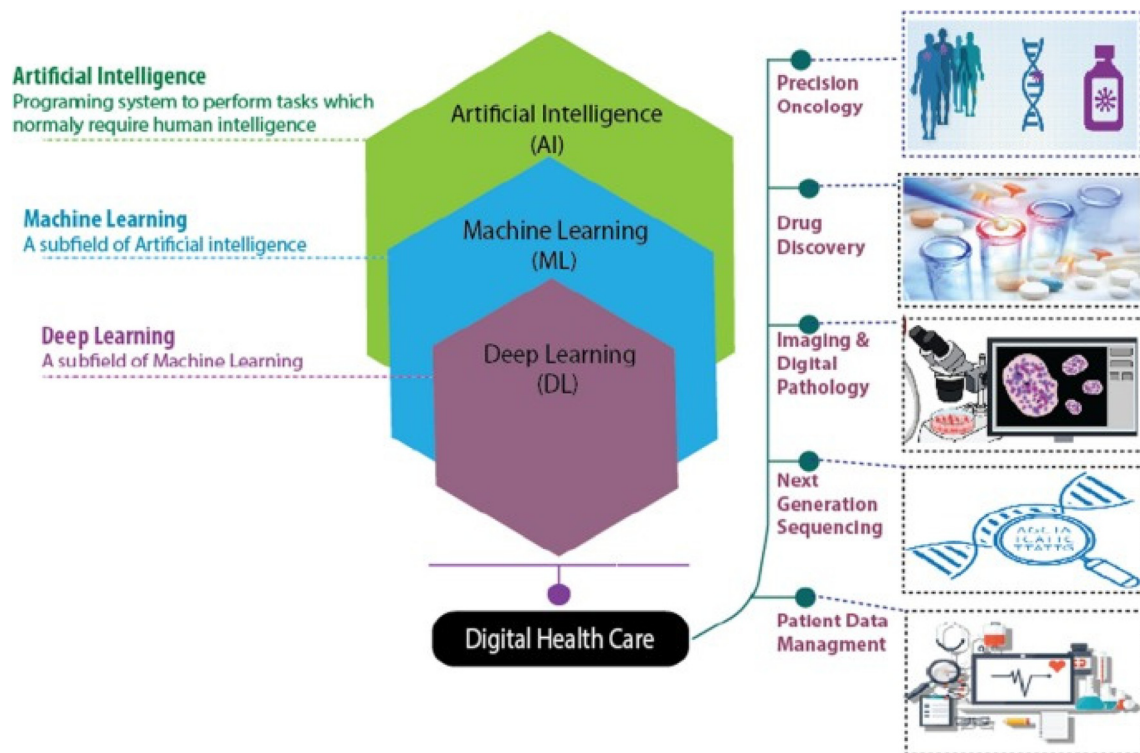 Artificial Intelligence
Programing system to perform tasks which
normaly require human intelligence
Machine Learning
A subfield of Artificial intelligence
Deep Learning
A subfield of Machine Learning
Artificial Intelligence
(AI)
Machine Learning
(ML)
Deep Learning
(DL)
Digital Health Care
Precision
Oncology
Drug
Discovery
Imaging &
Digital
Pathology
Next
Generation
Sequencing
Patient Data
Managment